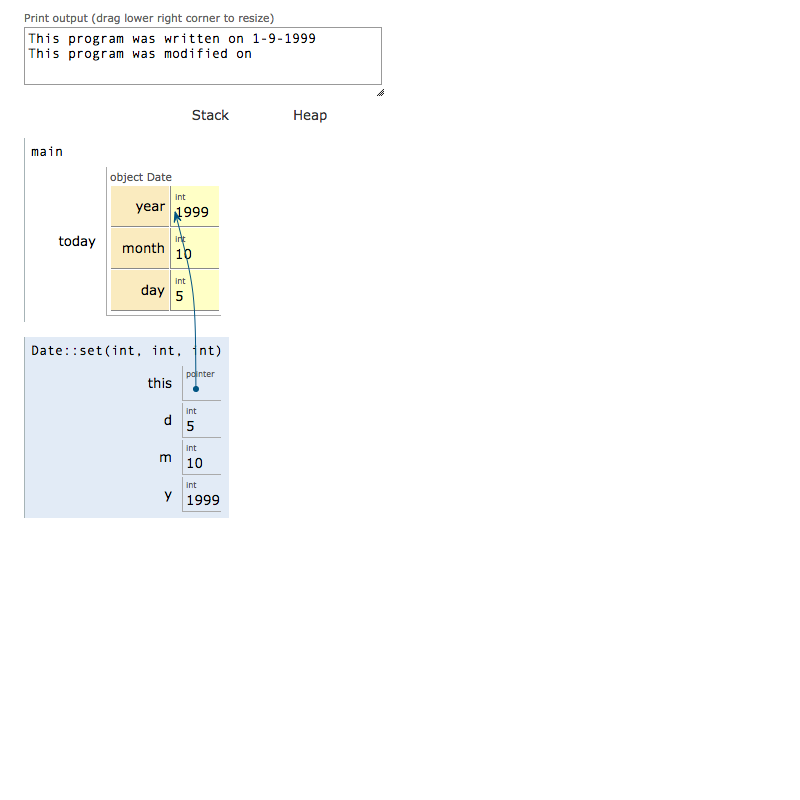 Print output (drag lower right corner to resize)
This program was written on 1-9-1999
This program was modified on
Stack Heap
main
object Date
today
year int 1999
month int 10
day int 5
Date::set(int, int, int)
this pointer
d int 5
m int 10
y int 1999